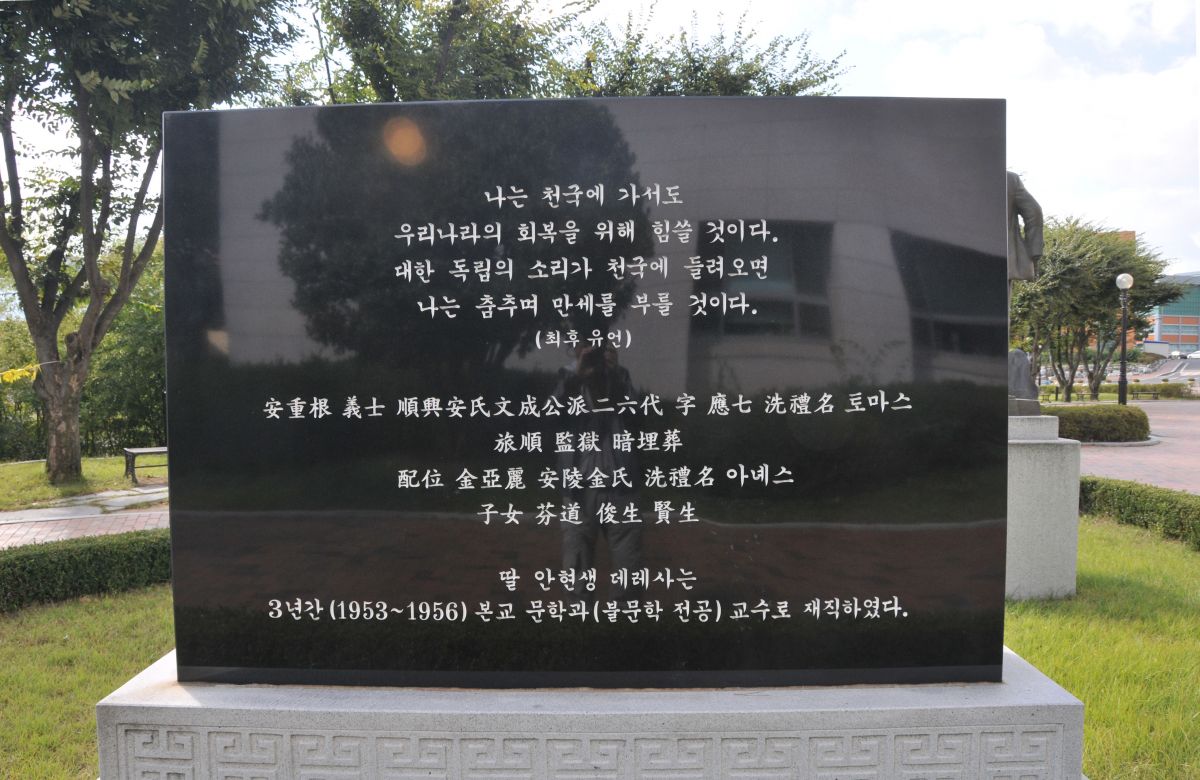 나는 천국에 가서도
우리나라의 회복을 위해 힘쓸 것이다.
대한 독립의 소리가 천국에 들려오면
나는 춤추며 만세를 부를 것이다.
(최후 유언)
安重根 義士 順興安氏文成公派二六代 字 應七 洗禮名 토마스
旅順 監獄 暗埋葬
配位 金亞麗 安陵金氏 洗禮名 아녜스
子女 芬道 俊生 賢生
딸 안현생 데레사는
3년간 (1953~1956) 본교 문학과 (불문학 전공) 교수로 재직하였다.